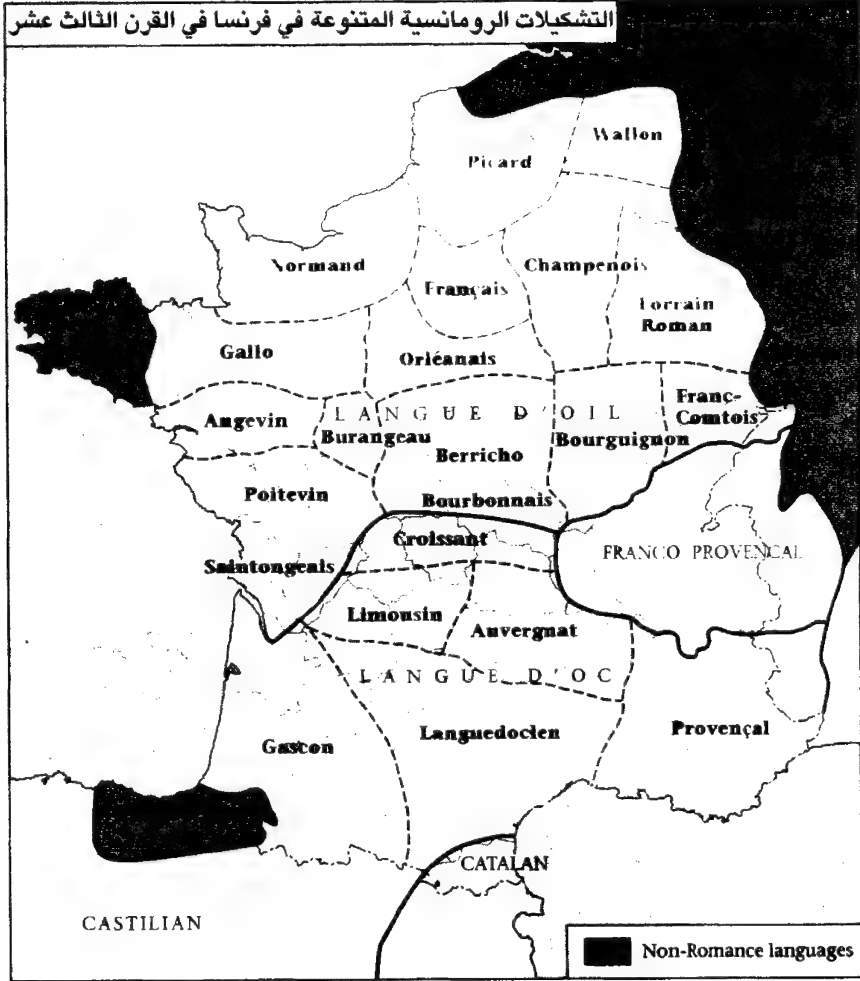 التشكيلات الرومانسية المتنوعة في فرنسا في القرن الثالث عشر
Wallon
Picard
Normand
Français
Champenois
Lorrain
Roman
Gallo
Orléanais
Angevin
LANGUE D'OIL
Burangeau
Franc-
Comtois
Bourguignon
Berricho
Poitevin
Bourbonnais
Croissant
FRANCO PROVENCAL
Saintongeais
Limousin
Auvergnat
LANGUE D'OC
Gascon
Languedocien
Provençal
CATALAN
CASTILIAN
Non-Romance languages